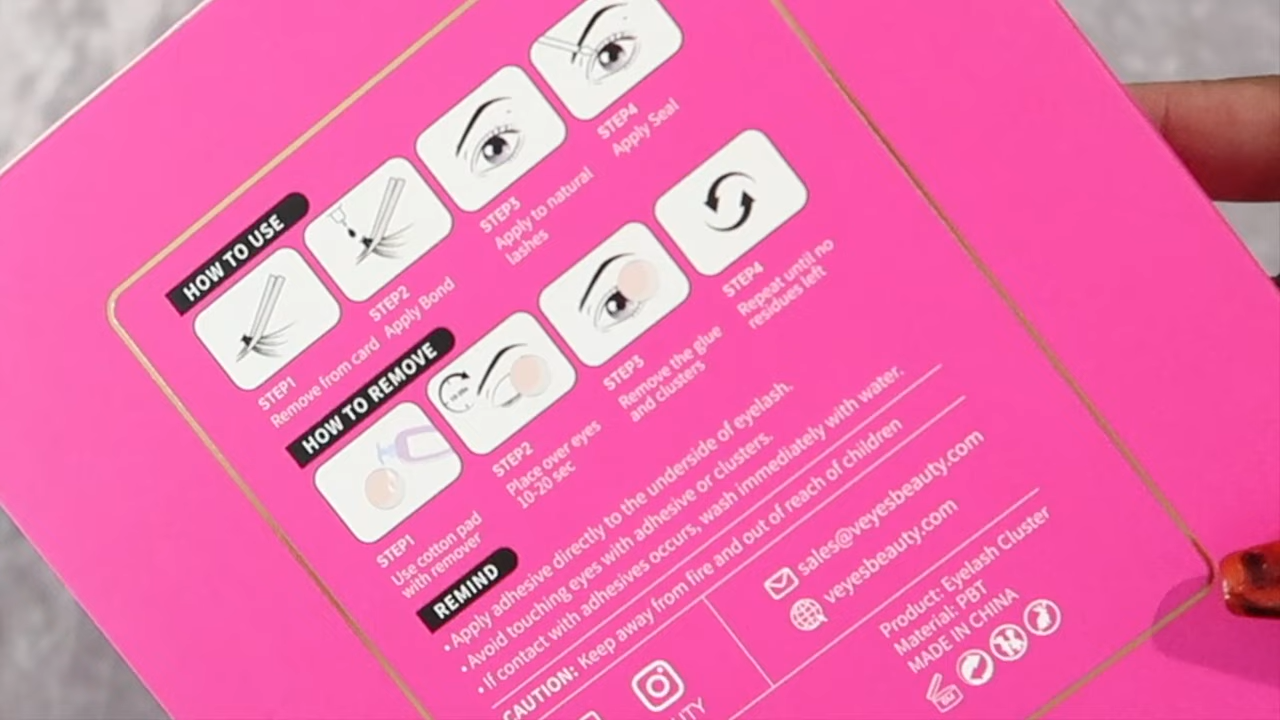 HOW TO USE
STEP1
Remove from card
STEP2
Apply Bond
STEP3
Apply to natural
lashes
STEP4
Apply Seal
HOW TO REMOVE
STEP1
Use cotton pad
with remover
STEP2
Place over eyes
10-20 sec
STEP3
Remove the glue
and clusters
STEP4
Repeat until no
residues left
REMIND
• Apply adhesive directly to the underside of eyelash.
• Avoid touching eyes with adhesive or clusters.
• If contact with adhesives occurs, wash immediately with water.
CAUTION: Keep away from fire and out of reach of children
sales@veyesbeauty.com
veyesbeauty.com
Product: Eyelash Cluster
Material: PBT
MADE IN CHINA